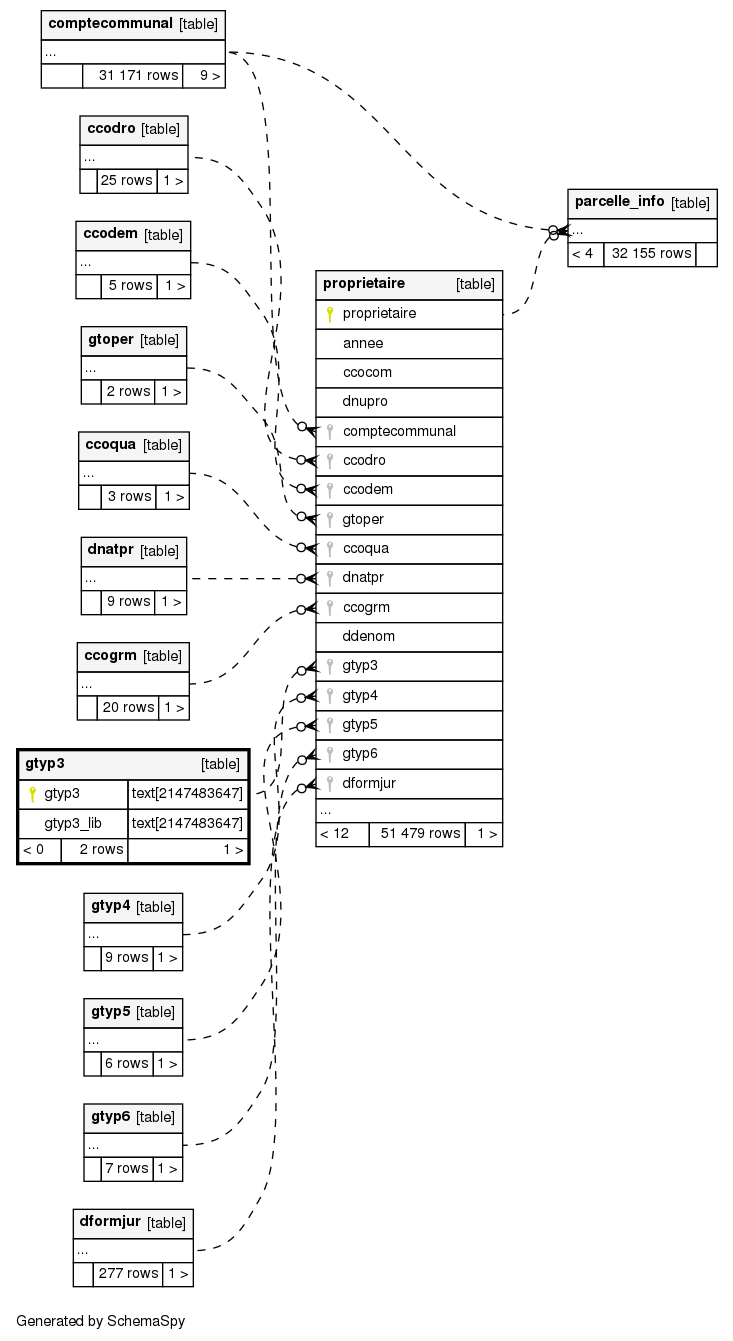 comptecommunal [table]
...
31 171 rows 9 >
ccodro [table]
...
25 rows 1 >
ccodem [table]
...
5 rows 1 >
gtoper [table]
...
2 rows 1 >
ccoqua [table]
...
3 rows 1 >
dnatpr [table]
...
9 rows 1 >
ccogrm [table]
...
20 rows 1 >
gtyp3 [table]
gtyp3 text[2147483647]
gtyp3_lib text[2147483647]
< 0 2 rows 1 >
gtyp4 [table]
...
9 rows 1 >
gtyp5 [table]
...
6 rows 1 >
gtyp6 [table]
...
7 rows 1 >
dformjur [table]
...
277 rows 1 >
proprietaire [table]
proprietaire
annee
ccocom
dnupro
comptecommunal
ccodro
ccodem
gtoper
ccoqua
dnatpr
ccogrm
ddenom
gtyp3
gtyp4
gtyp5
gtyp6
dformjur
...
< 12 51 479 rows 1 >
parcelle_info [table]
...
< 4 32 155 rows
Generated by SchemaSpy